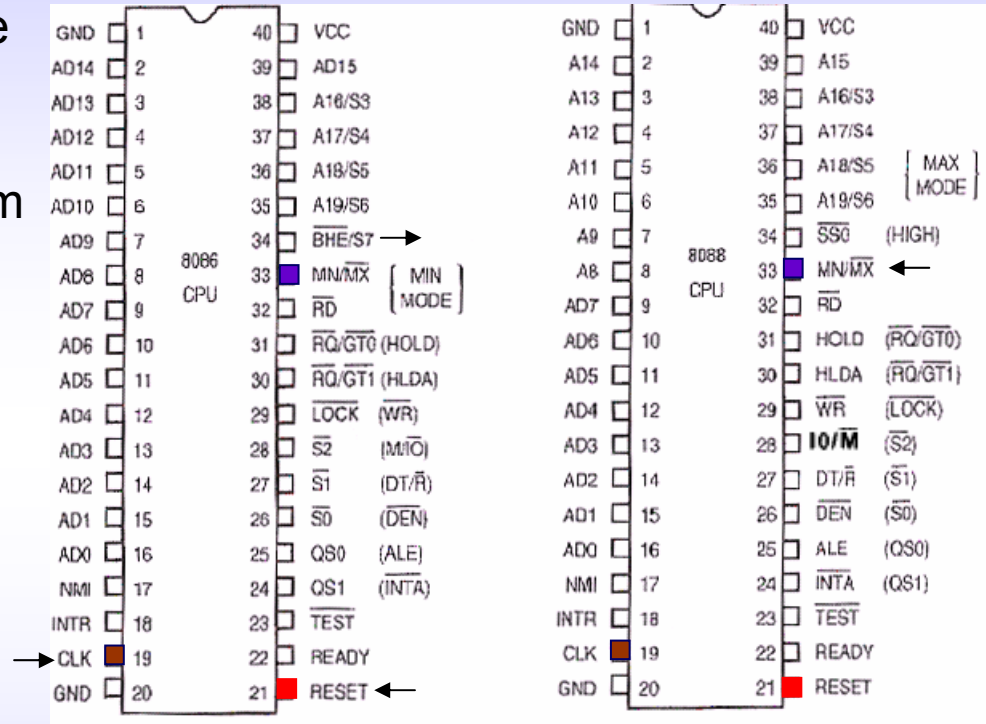 e
m
GND 1 40 VCC
AD14 2 39 AD15
AD13 3 38 A16/S3
AD12 4 37 A17/S4
AD11 5 36 A18/S5
AD10 6 35 A19/S6
AD9 7 34 BHE/S7
8086
CPU
AD8 8 33 MN/MX
MIN
MODE
AD7 9 32 RD
AD6 10 31 RQ/GT0 (HOLD)
AD5 11 30 RQ/GT1 (HLDA)
AD4 12 29 LOCK (WR)
AD3 13 28 S2 (M/IO)
AD2 14 27 S1 (DT/R)
AD1 15 26 S0 (DEN)
AD0 16 25 QS0 (ALE)
NMI 17 24 QS1 (INTA)
INTR 18 23 TEST
CLK 19 22 READY
GND 20 21 RESET
GND 1 40 VCC
A14 2 39 A15
A13 3 38 A16/S3
A12 4 37 A17/S4
A11 5 36 A18/S5
MAX
MODE
A10 6 35 A19/S6
A9 7 34 SS0 (HIGH)
8088
CPU
A8 8 33 MN/MX
AD7 9 32 RD
AD6 10 31 HOLD (RQ/GT0)
AD5 11 30 HLDA (RQ/GT1)
AD4 12 29 WR (LOCK)
AD3 13 28 IO/M (S2)
AD2 14 27 DT/R (S1)
AD1 15 26 DEN (S0)
AD0 16 25 ALE (QS0)
NMI 17 24 INTA (QS1)
INTR 18 23 TEST
CLK 19 22 READY
GND 20 21 RESET